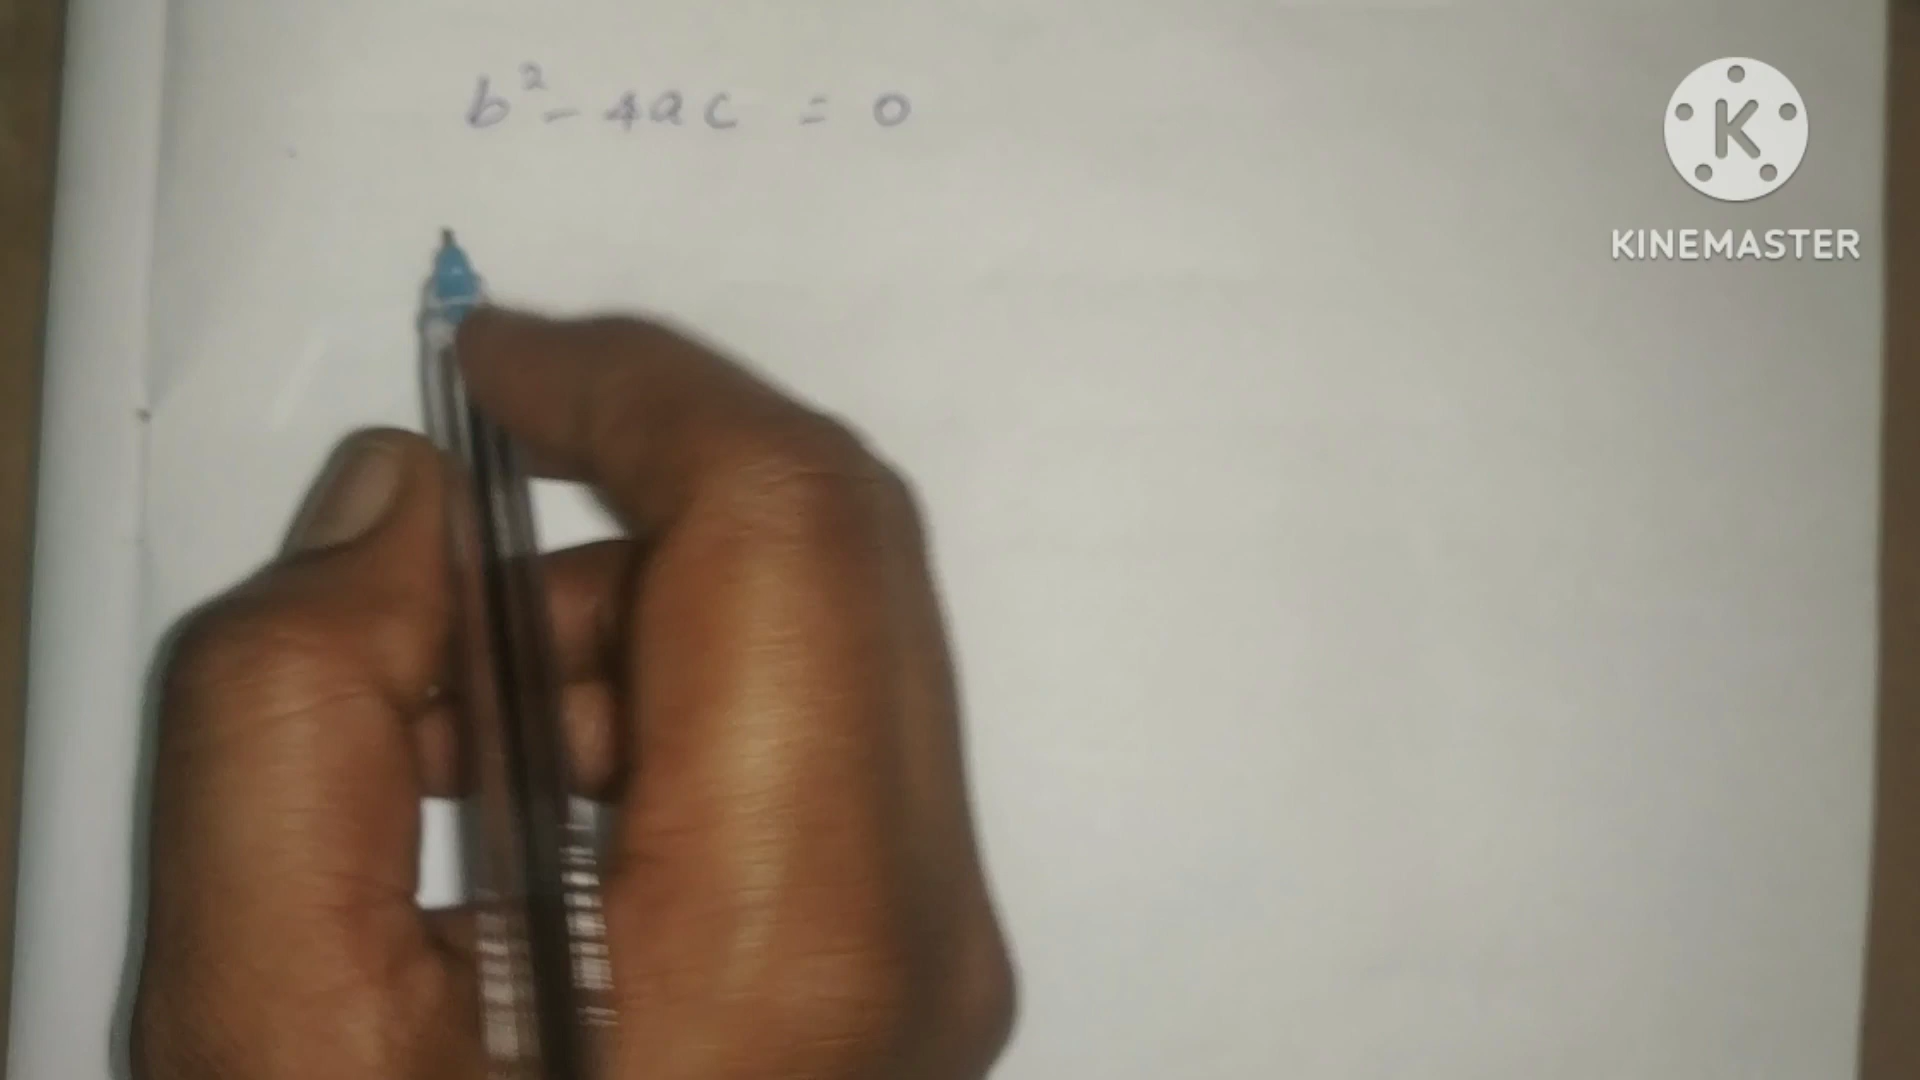 b² - 4ac = 0
KINEMASTER